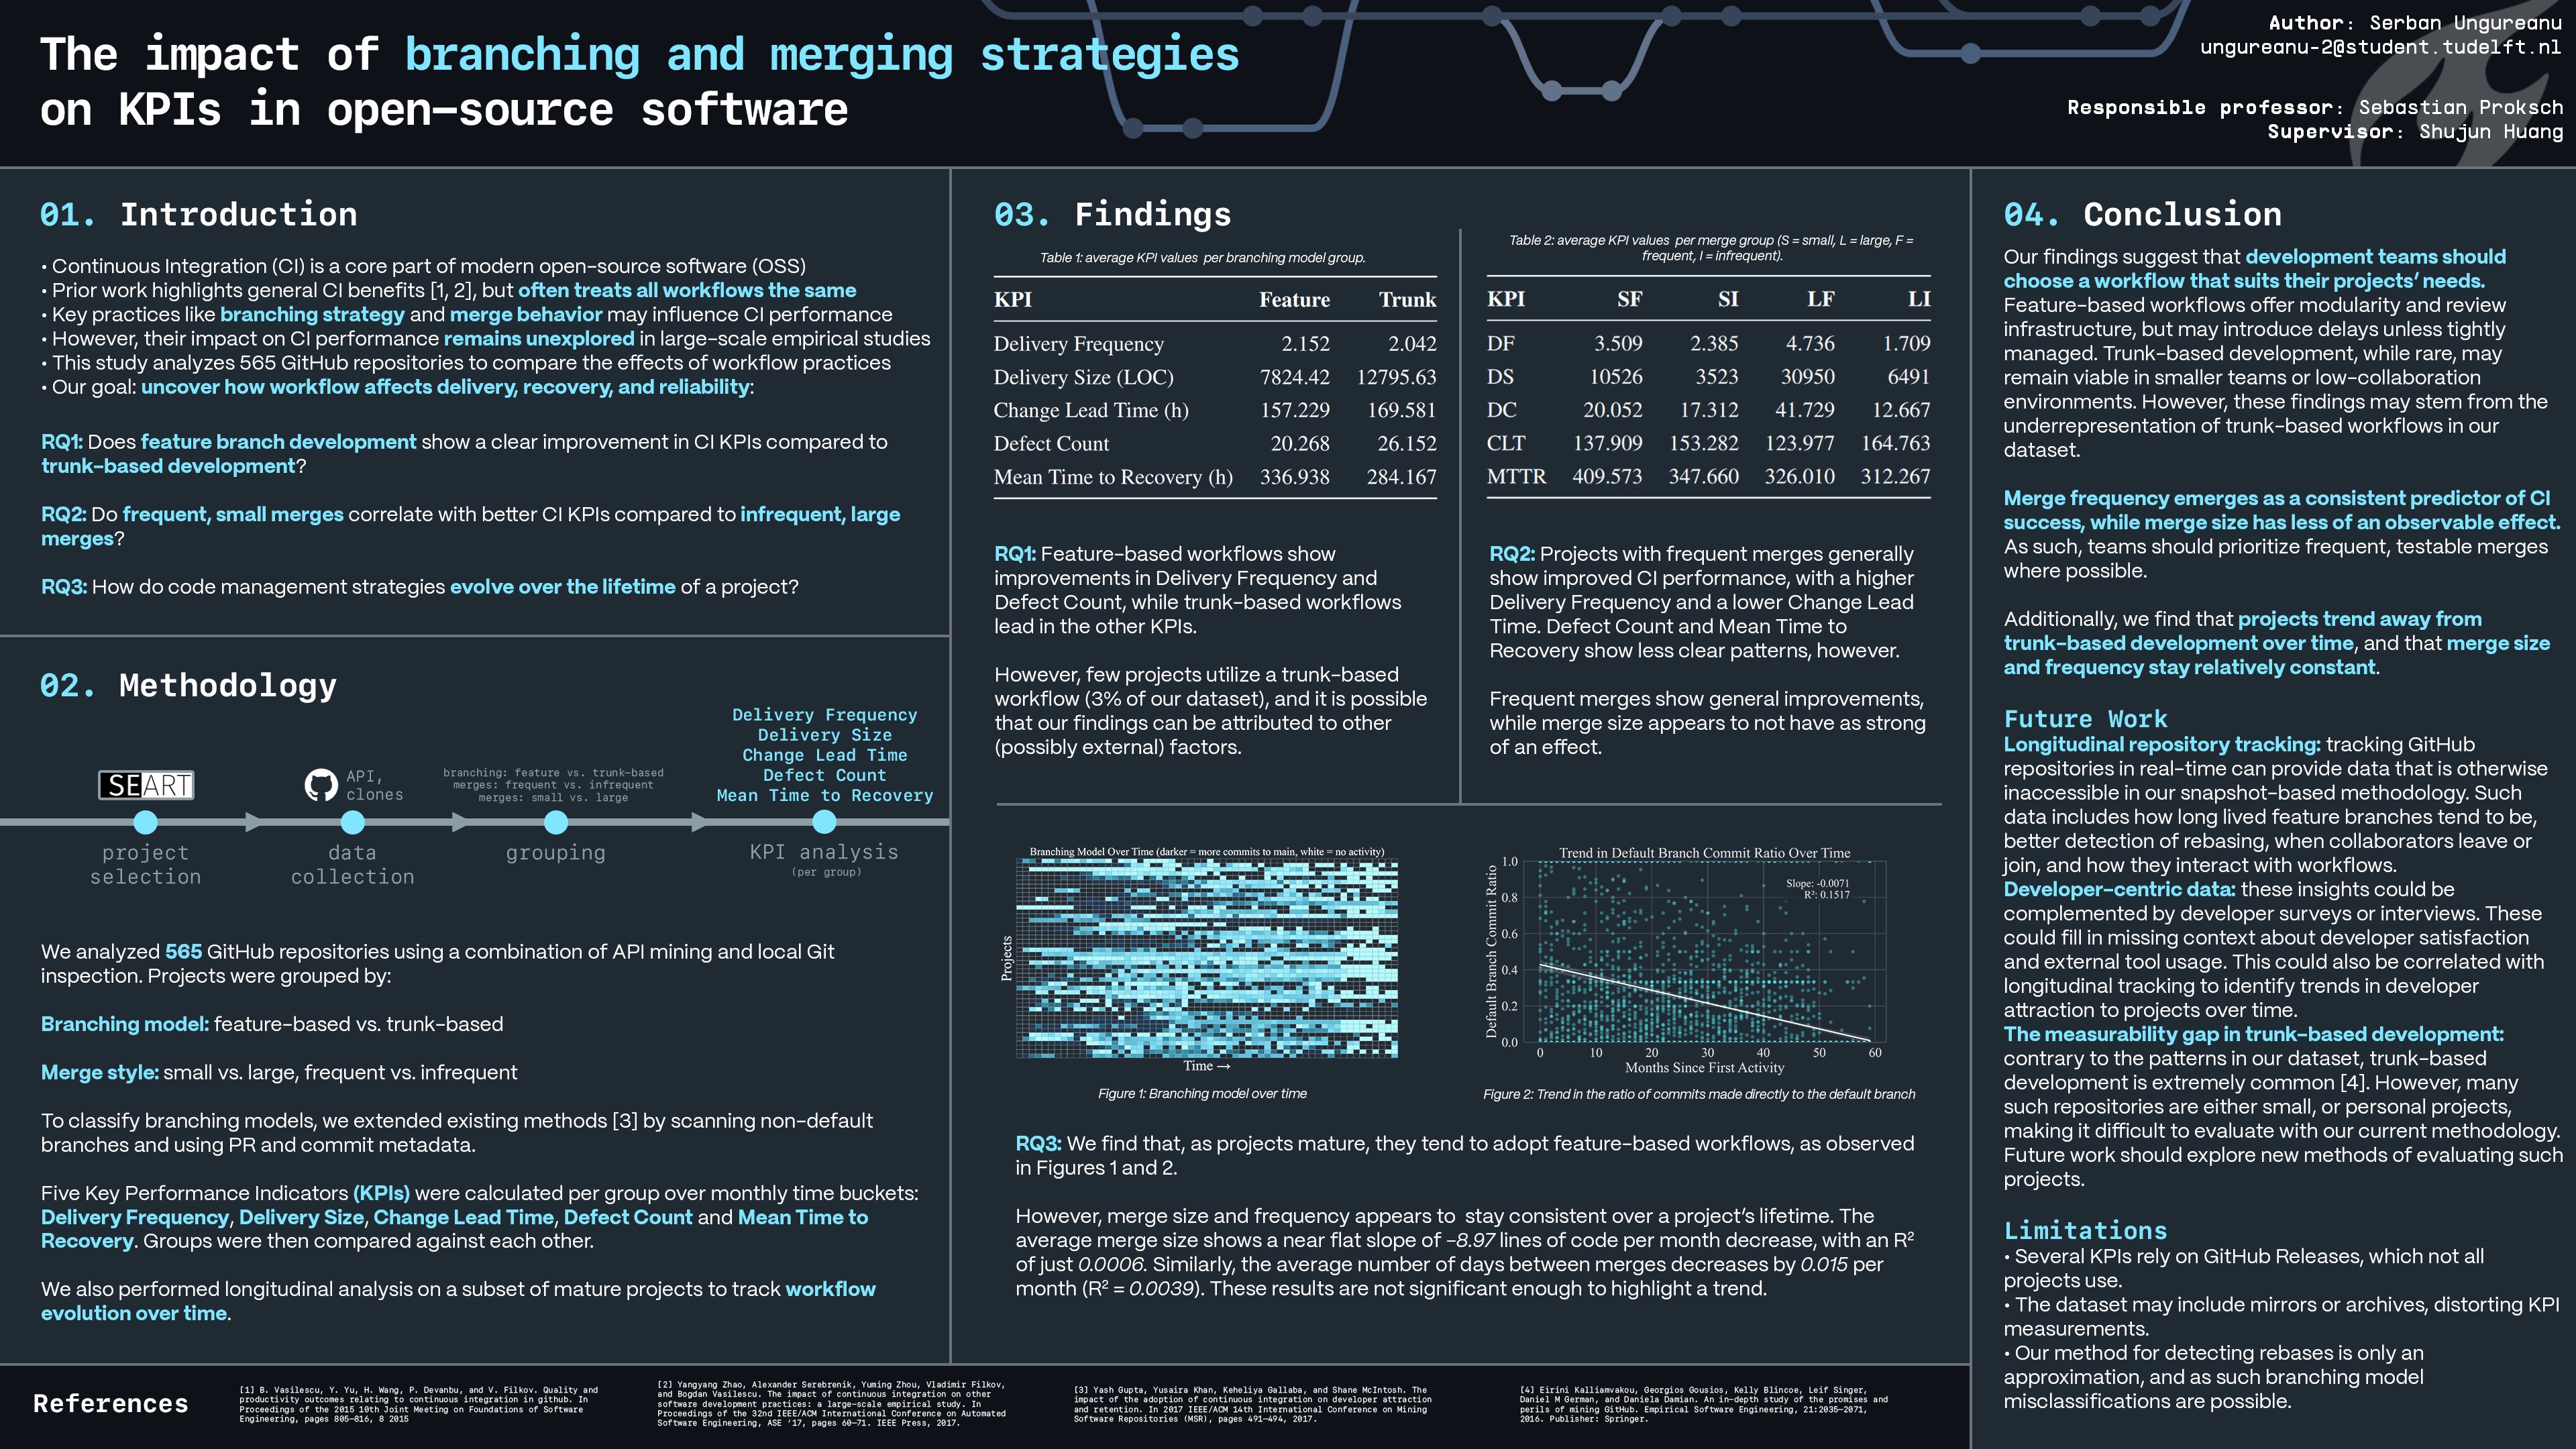 The impact of branching and merging strategies
on KPIs in open-source software
Author: Serban Ungureanu
ungureanu-2@student.tudelft.nl
Responsible professor: Sebastian Proksch
Supervisor: Shujun Huang
01. Introduction
• Continuous Integration (CI) is a core part of modern open-source software (OSS)
• Prior work highlights general CI benefits [1, 2], but often treats all workflows the same
• Key practices like branching strategy and merge behavior may influence CI performance
• However, their impact on CI performance remains unexplored in large-scale empirical studies
• This study analyzes 565 GitHub repositories to compare the effects of workflow practices
• Our goal: uncover how workflow affects delivery, recovery, and reliability:
RQ1: Does feature branch development show a clear improvement in CI KPIs compared to
trunk-based development?
RQ2: Do frequent, small merges correlate with better CI KPIs compared to infrequent, large
merges?
RQ3: How do code management strategies evolve over the lifetime of a project?
02. Methodology
SEART
project
selection
API,
clones
data
collection
branching: feature vs. trunk-based
merges: frequent vs. infrequent
merges: small vs. large
grouping
Delivery Frequency
Delivery Size
Change Lead Time
Defect Count
Mean Time to Recovery
KPI analysis
(per group)
We analyzed 565 GitHub repositories using a combination of API mining and local Git
inspection. Projects were grouped by:
Branching model: feature-based vs. trunk-based
Merge style: small vs. large, frequent vs. infrequent
To classify branching models, we extended existing methods [3] by scanning non-default
branches and using PR and commit metadata.
Five Key Performance Indicators (KPIs) were calculated per group over monthly time buckets:
Delivery Frequency, Delivery Size, Change Lead Time, Defect Count and Mean Time to
Recovery. Groups were then compared against each other.
We also performed longitudinal analysis on a subset of mature projects to track workflow
evolution over time.
03. Findings
Table 1: average KPI values per branching model group.
KPI Feature Trunk
Delivery Frequency 2.152 2.042
Delivery Size (LOC) 7824.42 12795.63
Change Lead Time (h) 157.229 169.581
Defect Count 20.268 26.152
Mean Time to Recovery (h) 336.938 284.167
RQ1: Feature-based workflows show
improvements in Delivery Frequency and
Defect Count, while trunk-based workflows
lead in the other KPIs.
However, few projects utilize a trunk-based
workflow (3% of our dataset), and it is possible
that our findings can be attributed to other
(possibly external) factors.
Table 2: average KPI values per merge group (S = small, L = large, F =
frequent, I = infrequent).
KPI SF SI LF LI
DF 3.509 2.385 4.736 1.709
DS 10526 3523 30950 6491
DC 20.052 17.312 41.729 12.667
CLT 137.909 153.282 123.977 164.763
MTTR 409.573 347.660 326.010 312.267
RQ2: Projects with frequent merges generally
show improved CI performance, with a higher
Delivery Frequency and a lower Change Lead
Time. Defect Count and Mean Time to
Recovery show less clear patterns, however.
Frequent merges show general improvements,
while merge size appears to not have as strong
of an effect.
Branching Model Over Time (darker = more commits to main, white = no activity)
Projects
Time →
Figure 1: Branching model over time
Trend in Default Branch Commit Ratio Over Time
Default Branch Commit Ratio
1.0
0.8
0.6
0.4
0.2
0.0
Slope: -0.0071
R²: 0.1517
0 10 20 30 40 50 60
Months Since First Activity
Figure 2: Trend in the ratio of commits made directly to the default branch
RQ3: We find that, as projects mature, they tend to adopt feature-based workflows, as observed
in Figures 1 and 2.
However, merge size and frequency appears to stay consistent over a project's lifetime. The
average merge size shows a near flat slope of -8.97 lines of code per month decrease, with an R²
of just 0.0006. Similarly, the average number of days between merges decreases by 0.015 per
month (R² = 0.0039). These results are not significant enough to highlight a trend.
04. Conclusion
Our findings suggest that development teams should
choose a workflow that suits their projects' needs.
Feature-based workflows offer modularity and review
infrastructure, but may introduce delays unless tightly
managed. Trunk-based development, while rare, may
remain viable in smaller teams or low-collaboration
environments. However, these findings may stem from the
underrepresentation of trunk-based workflows in our
dataset.
Merge frequency emerges as a consistent predictor of CI
success, while merge size has less of an observable effect.
As such, teams should prioritize frequent, testable merges
where possible.
Additionally, we find that projects trend away from
trunk-based development over time, and that merge size
and frequency stay relatively constant.
Future Work
Longitudinal repository tracking: tracking GitHub
repositories in real-time can provide data that is otherwise
inaccessible in our snapshot-based methodology. Such
data includes how long lived feature branches tend to be,
better detection of rebasing, when collaborators leave or
join, and how they interact with workflows.
Developer-centric data: these insights could be
complemented by developer surveys or interviews. These
could fill in missing context about developer satisfaction
and external tool usage. This could also be correlated with
longitudinal tracking to identify trends in developer
attraction to projects over time.
The measurability gap in trunk-based development:
contrary to the patterns in our dataset, trunk-based
development is extremely common [4]. However, many
such repositories are either small, or personal projects,
making it difficult to evaluate with our current methodology.
Future work should explore new methods of evaluating such
projects.
Limitations
• Several KPIs rely on GitHub Releases, which not all
projects use.
• The dataset may include mirrors or archives, distorting KPI
measurements.
• Our method for detecting rebases is only an
approximation, and as such branching model
misclassifications are possible.
References
[1] B. Vasilescu, Y. Yu, H. Wang, P. Devanbu, and V. Filkov. Quality and
productivity outcomes relating to continuous integration in github. In
Proceedings of the 2015 10th Joint Meeting on Foundations of Software
Engineering, pages 805–816, 8 2015
[2] Yangyang Zhao, Alexander Serebrenik, Yuming Zhou, Vladimir Filkov,
and Bogdan Vasilescu. The impact of continuous integration on other
software development practices: a large-scale empirical study. In
Proceedings of the 32nd IEEE/ACM International Conference on Automated
Software Engineering, ASE '17, pages 60–71. IEEE Press, 2017.
[3] Yash Gupta, Yusaira Khan, Keheliya Gallaba, and Shane McIntosh. The
impact of the adoption of continuous integration on developer attraction
and retention. In 2017 IEEE/ACM 14th International Conference on Mining
Software Repositories (MSR), pages 491–494, 2017.
[4] Eirini Kalliamvakou, Georgios Gousios, Kelly Blincoe, Leif Singer,
Daniel M German, and Daniela Damian. An in-depth study of the promises and
perils of mining GitHub. Empirical Software Engineering, 21:2035–2071,
2016. Publisher: Springer.